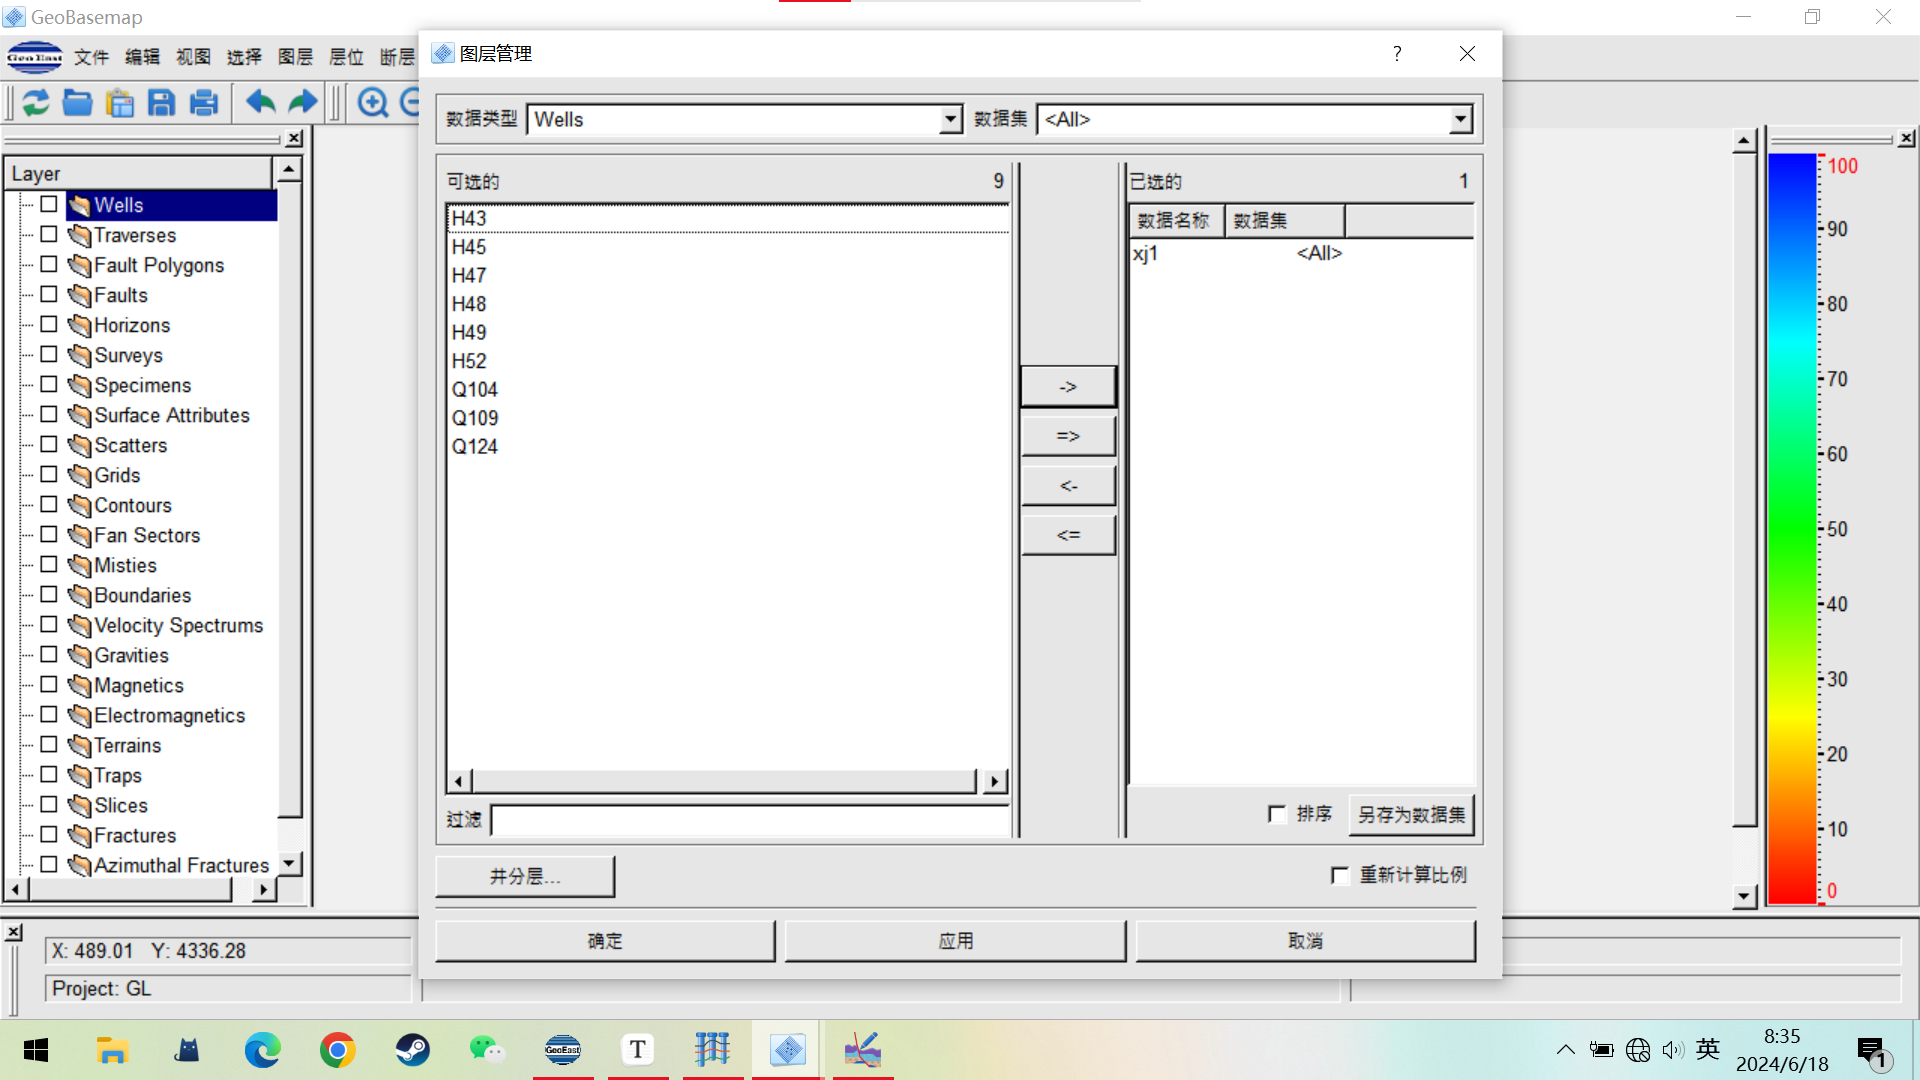 GeoBasemap
GeoEast 文件 编辑 视图 选择 图层 层位 断层
图层管理
?
数据类型 Wells 数据集 <All>
可选的 9
H43
H45
H47
H48
H49
H52
Q104
Q109
Q124
过滤
->
=>
<-
<=
已选的 1
数据名称 数据集
xj1 <All>
排序 另存为数据集
井分层... 重新计算比例
确定 应用 取消
Layer
Wells
Traverses
Fault Polygons
Faults
Horizons
Surveys
Specimens
Surface Attributes
Scatters
Grids
Contours
Fan Sectors
Misties
Boundaries
Velocity Spectrums
Gravities
Magnetics
Electromagnetics
Terrains
Traps
Slices
Fractures
Azimuthal Fractures
100
90
80
70
60
50
40
30
20
10
0
X: 489.01 Y: 4336.28
Project: GL
GeoEast
T
英
8:35
2024/6/18
1